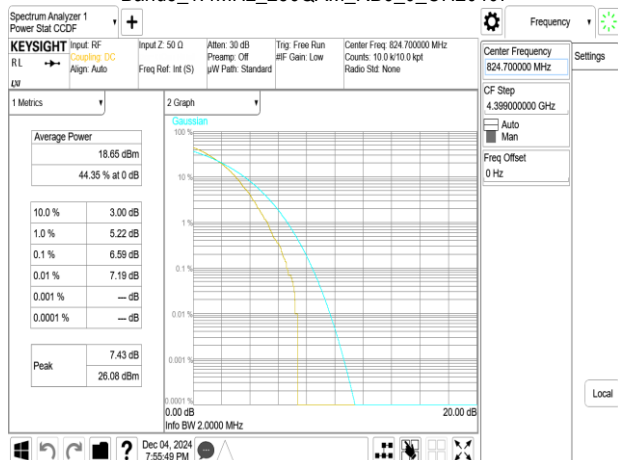 Spectrum Analyzer 1
Power Stat CCDF
Frequency
KEYSIGHT
RL
LXI
Input: RF
Coupling: DC
Align: Auto
Input Z: 50 Ω
Freq Ref: Int (S)
Atten: 30 dB
Preamp: Off
µW Path: Standard
Trig: Free Run
#IF Gain: Low
Center Freq: 824.700000 MHz
Counts: 10.0 k/10.0 kpt
Radio Std: None
Center Frequency
824.700000 MHz
Settings
CF Step
4.399000000 GHz
Auto
Man
Freq Offset
0 Hz
1 Metrics
2 Graph
Gaussian
Average Power
18.65 dBm
44.35 % at 0 dB
10.0 % 3.00 dB
1.0 % 5.22 dB
0.1 % 6.59 dB
0.01 % 7.19 dB
0.001 % --- dB
0.0001 % --- dB
Peak 7.43 dB
26.08 dBm
100 %
10 %
1 %
0.1 %
0.01 %
0.001 %
0.0001 %
0.00 dB 20.00 dB
Info BW 2.0000 MHz
Local
? Dec 04, 2024
7:55:49 PM